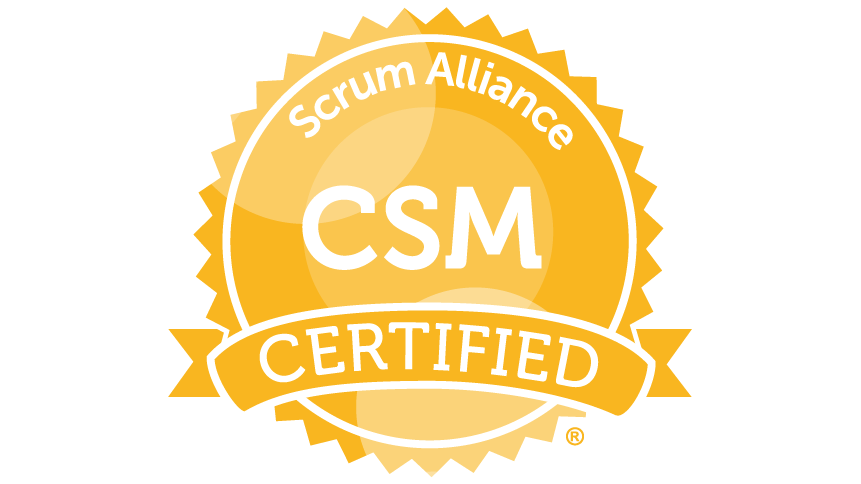 Scrum Alliance
CSM
CERTIFIED
®